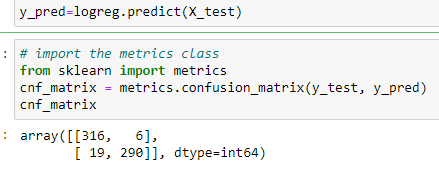 y_pred=logreg.predict(X_test)
: # import the metrics class
from sklearn import metrics
cnf_matrix = metrics.confusion_matrix(y_test, y_pred)
cnf_matrix
: array([[316,   6],
       [ 19, 290]], dtype=int64)